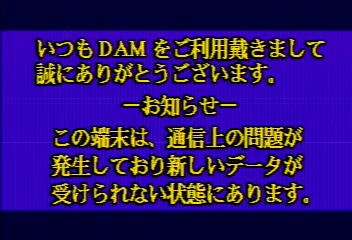 いつもDAMをご利用戴きまして
誠にありがとうございます。
－お知らせ－
この端末は、通信上の問題が
発生しており新しいデータが
受けられない状態にあります。